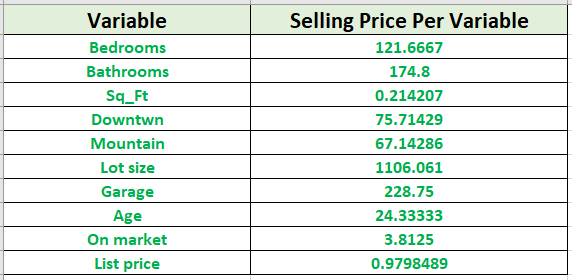 Variable Selling Price Per Variable
Bedrooms 121.6667
Bathrooms 174.8
Sq_Ft 0.214207
Downtwn 75.71429
Mountain 67.14286
Lot size 1106.061
Garage 228.75
Age 24.33333
On market 3.8125
List price 0.9798489